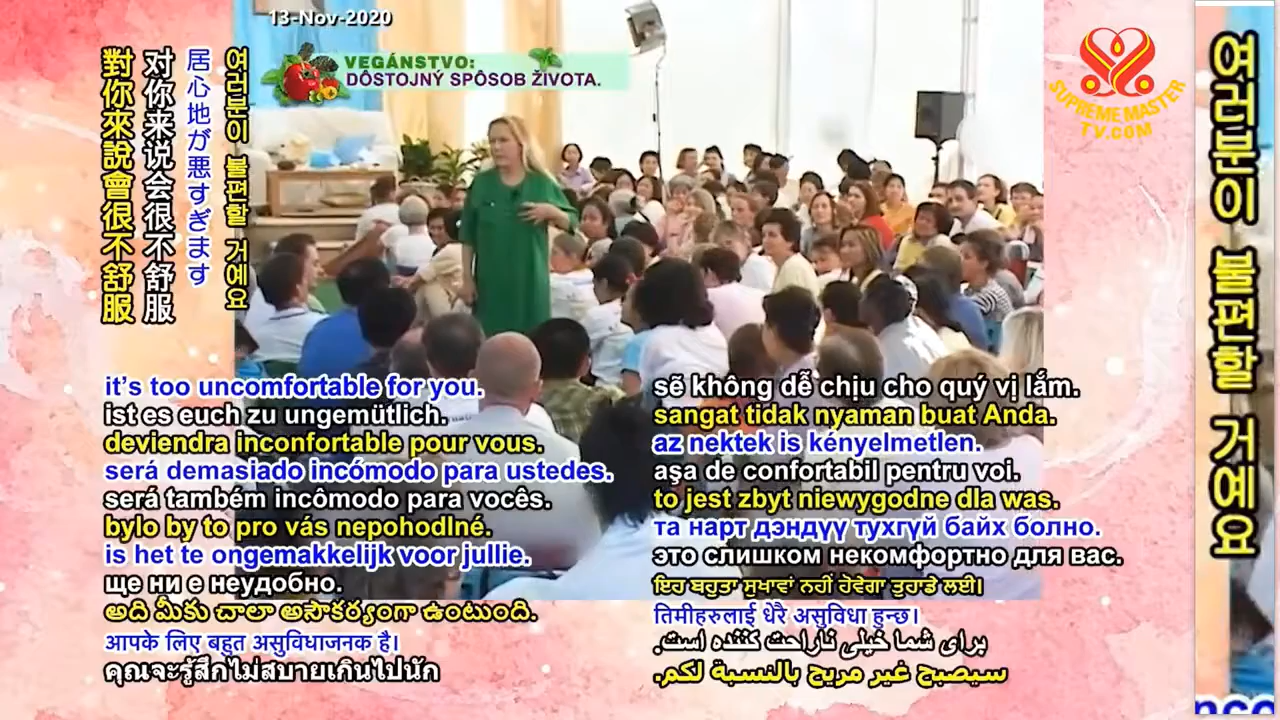 13-Nov-2020
VEGÁNSTVO:
DÔSTOJNÝ SPÔSOB ŽIVOTA.
SUPREME MASTER
TV.COM
對你來說會很不舒服
对你来说会很不舒服
居心地が悪すぎます
여러분이 불편할 거예요
it's too uncomfortable for you.
ist es euch zu ungemütlich.
deviendra inconfortable pour vous.
será demasiado incómodo para ustedes.
será também incômodo para vocês.
bylo by to pro vás nepohodlné.
is het te ongemakkelijk voor jullie.
ще ни е неудобно.
అది మీకు చాలా అసౌకర్యంగా ఉంటుంది.
आपके लिए बहुत असुविधाजनक है।
คุณจะรู้สึกไม่สบายเกินไปนัก
sẽ không dễ chịu cho quý vị lắm.
sangat tidak nyaman buat Anda.
az nektek is kényelmetlen.
aşa de confortabil pentru voi.
to jest zbyt niewygodne dla was.
та нарт дэндүү тухгүй байх болно.
это слишком некомфортно для вас.
ਇਹ ਬਹੁਤਾ ਸੁਖਾਵਾਂ ਨਹੀਂ ਹੋਵੇਗਾ ਤੁਹਾਡੇ ਲਈ।
तिमीहरुलाई धेरै असुविधा हुन्छ।
برای شما خیلی ناراحت کننده است.
سيصبح غير مريح بالنسبة لكم.
여러분이 불편할 거예요